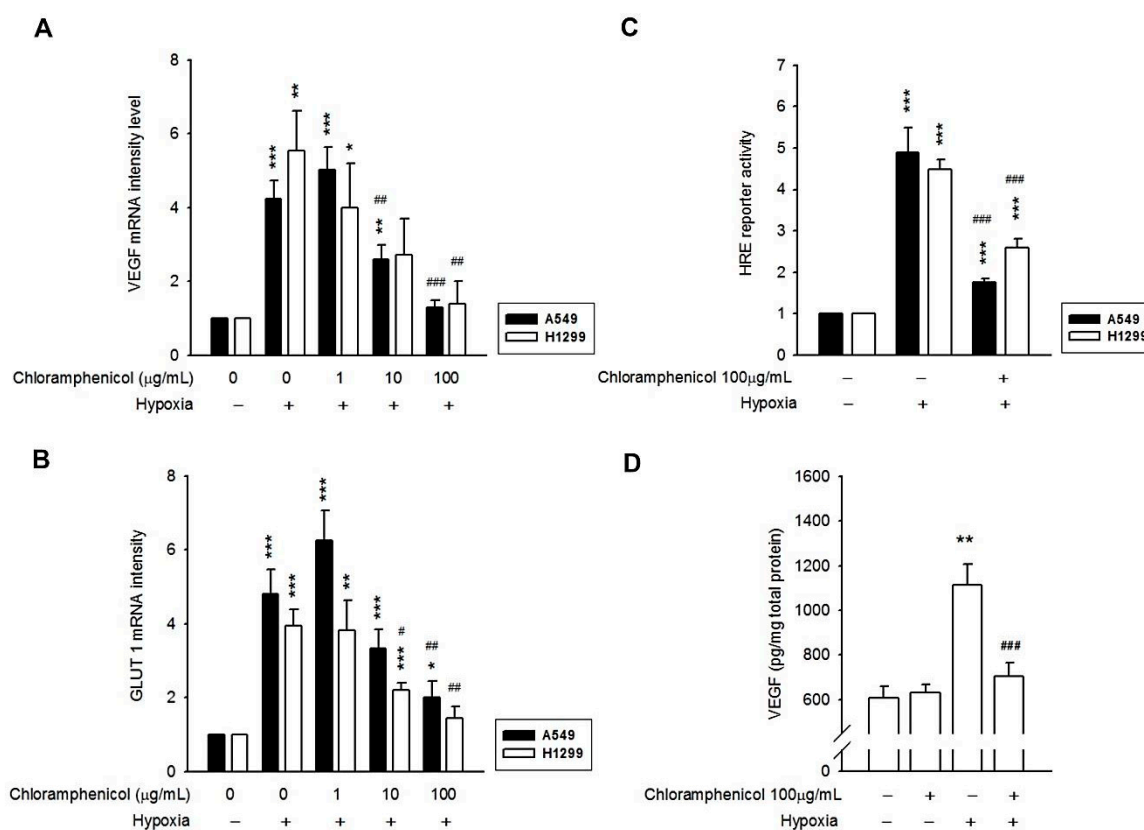 A
VEGF mRNA intensity level
8
6
4
2
0
*** ** *** * ## ** ### ##
A549
H1299
Chloramphenicol (µg/mL) 0 0 1 10 100
Hypoxia – + + + +
B
GLUT 1 mRNA intensity
8
6
4
2
0
*** *** *** ** *** # *** ## * ##
A549
H1299
Chloramphenicol (µg/mL) 0 0 1 10 100
Hypoxia – + + + +
C
HRE reporter activity
7
6
5
4
3
2
1
0
*** *** ### *** ### ***
A549
H1299
Chloramphenicol 100µg/mL – – +
Hypoxia – + +
D
VEGF (pg/mg total protein)
1600
1400
1200
1000
800
600
0
** ###
Chloramphenicol 100µg/mL – + – +
Hypoxia – – + +